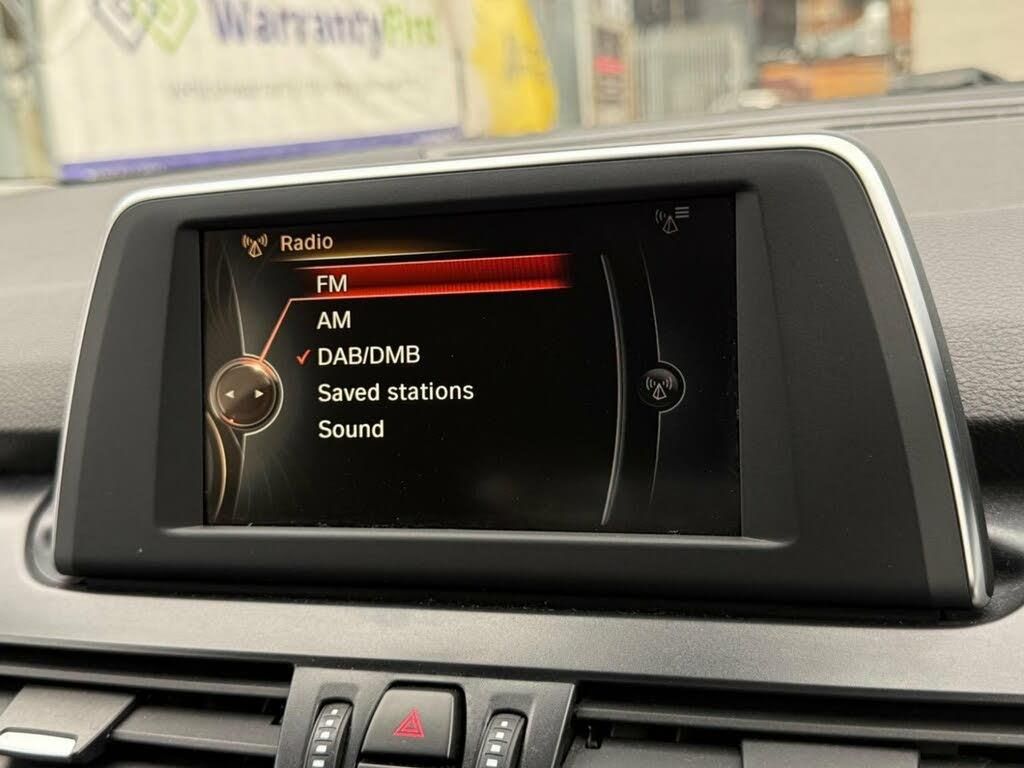 WarrantyFirst
Radio
FM
AM
DAB/DMB
Saved stations
Sound